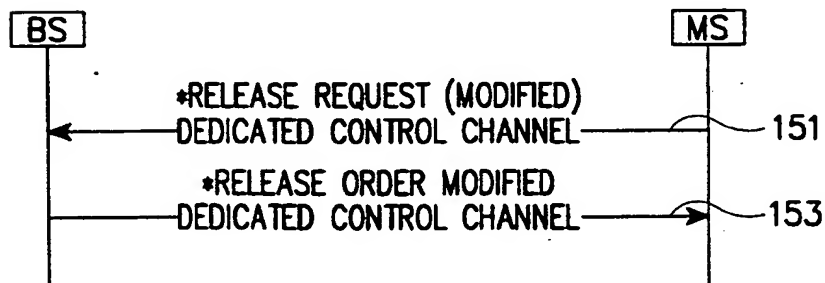 BS MS
*RELEASE REQUEST (MODIFIED)
DEDICATED CONTROL CHANNEL 151
*RELEASE ORDER MODIFIED
DEDICATED CONTROL CHANNEL 153